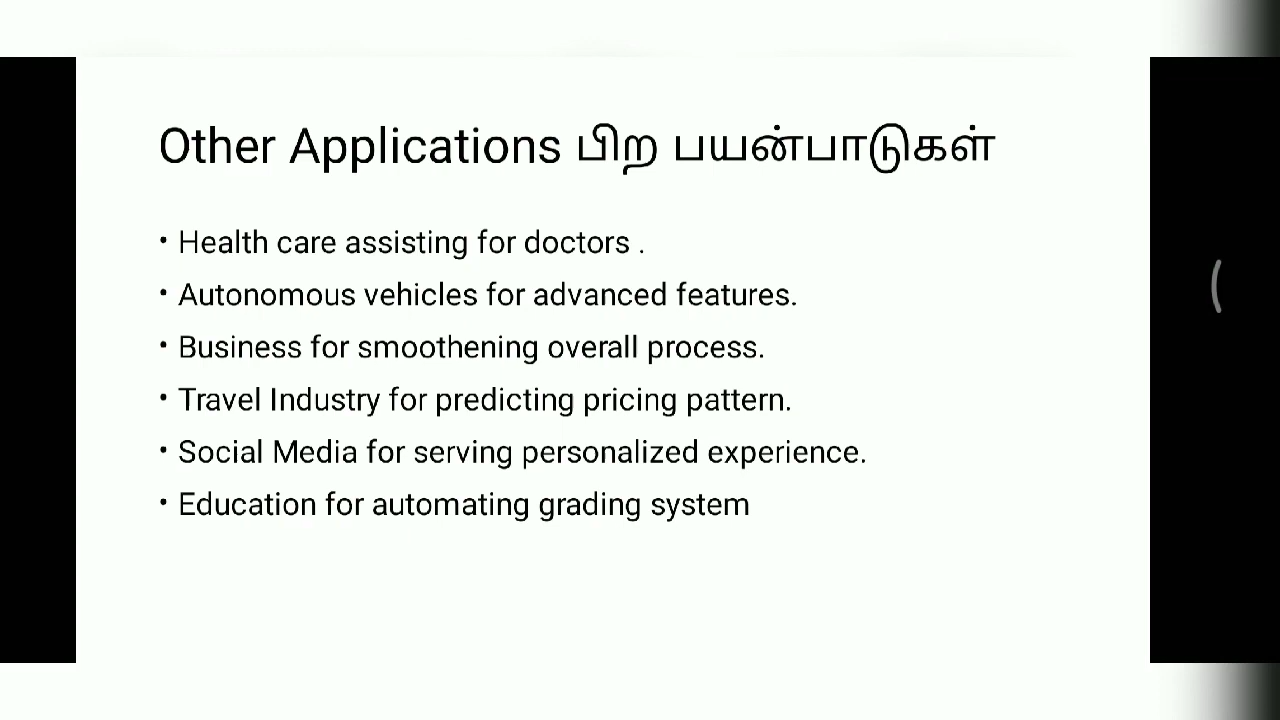 Other Applications பிற பயன்பாடுகள்
• Health care assisting for doctors .
• Autonomous vehicles for advanced features.
• Business for smoothening overall process.
• Travel Industry for predicting pricing pattern.
• Social Media for serving personalized experience.
• Education for automating grading system